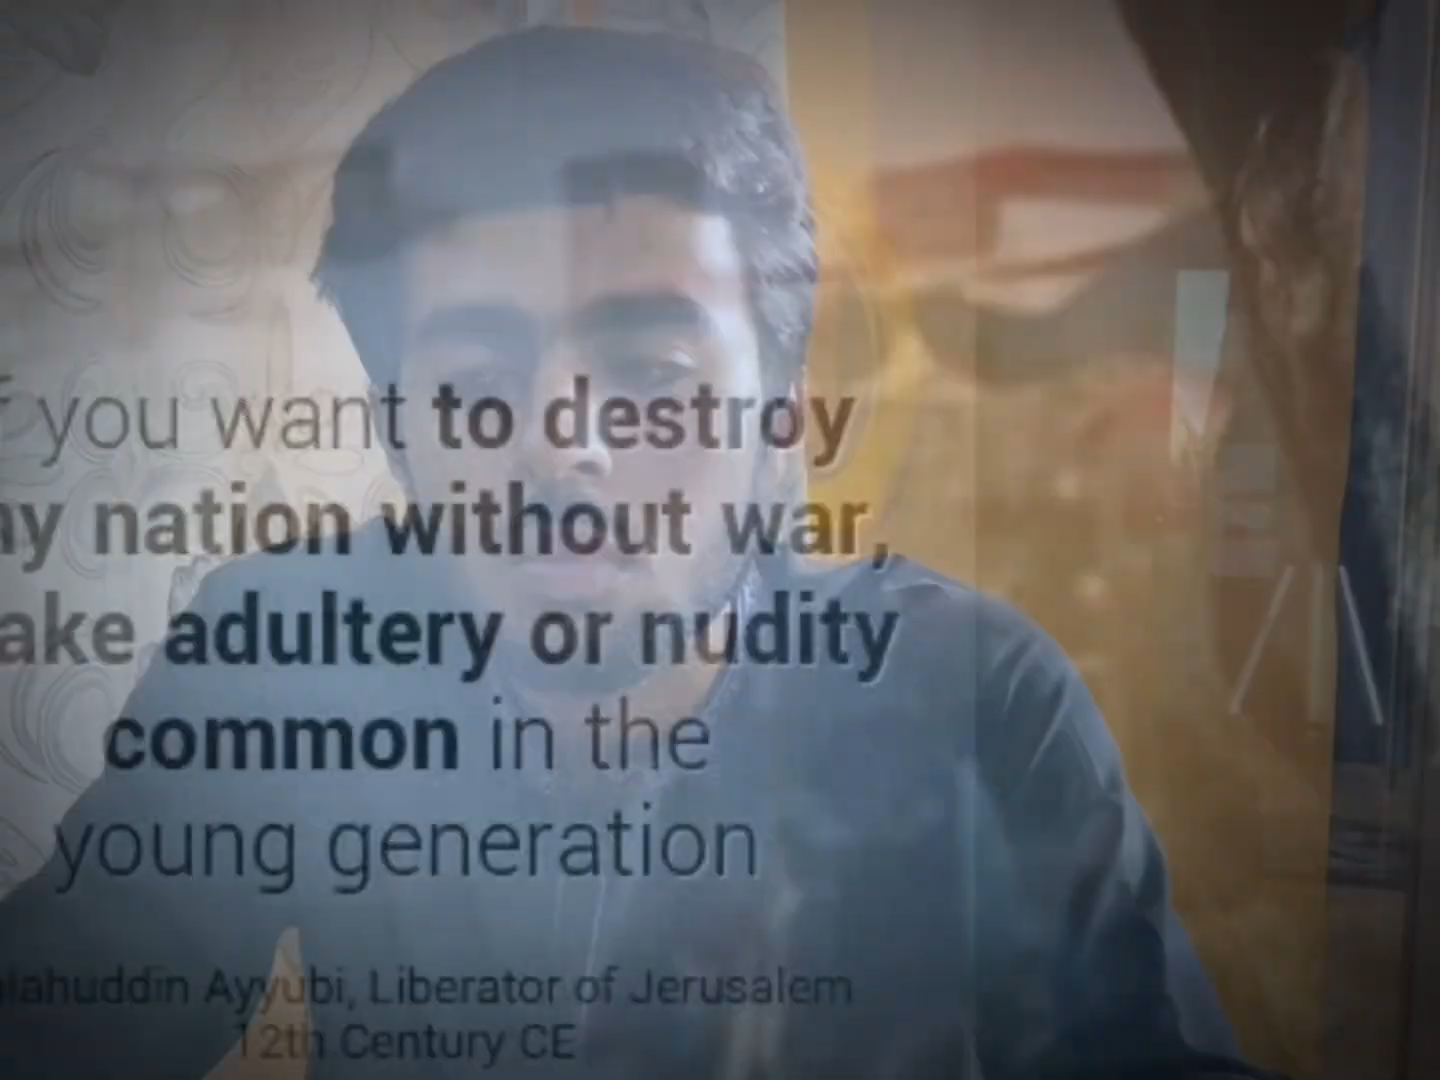 you want to destroy
nation without war,
adultery or nudity
common in the
young generation
Ayyubi, Liberator of Jerusalem
12th Century CE